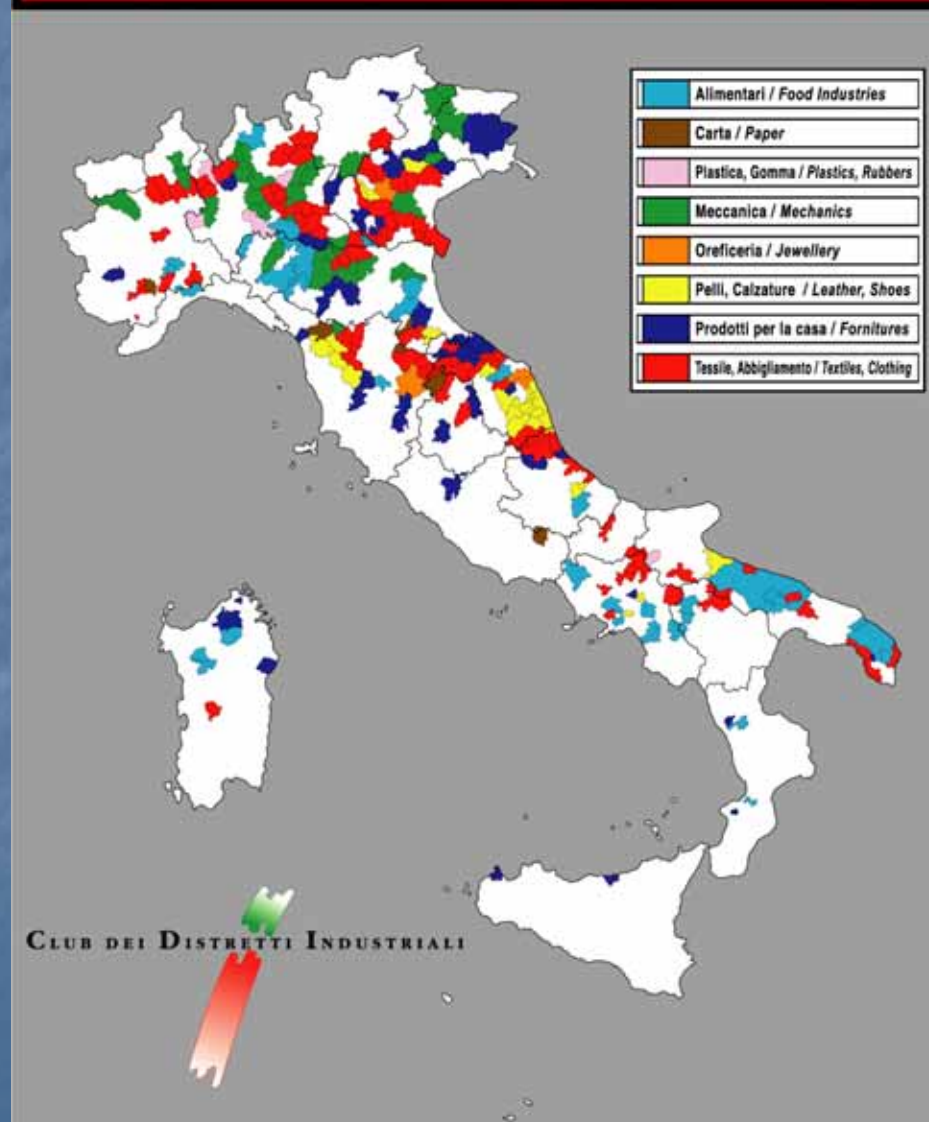 Alimentari / Food Industries
Carta / Paper
Plastica, Gomma / Plastics, Rubbers
Meccanica / Mechanics
Oreficeria / Jewellery
Pelli, Calzature / Leather, Shoes
Prodotti per la casa / Fornitures
Tessile, Abbigliamento / Textiles, Clothing
CLUB DEI DISTRETTI INDUSTRIALI